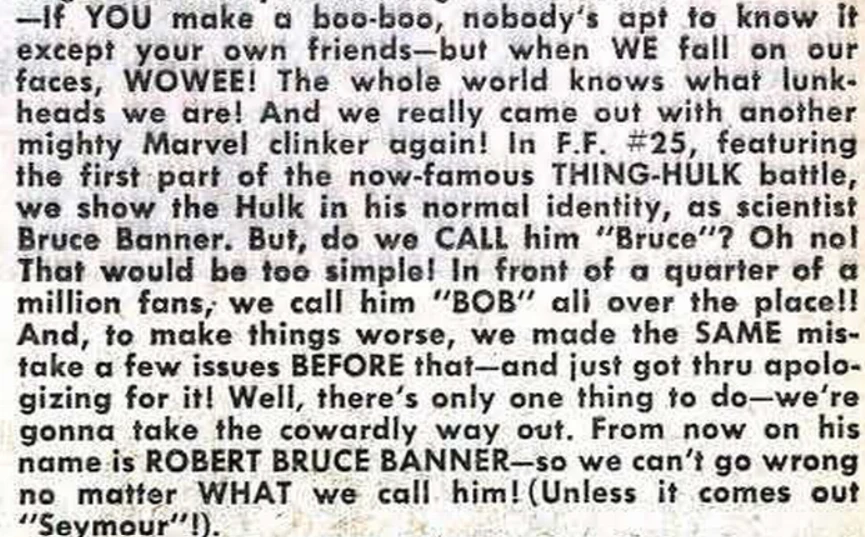 —If YOU make a boo-boo, nobody's apt to know it
except your own friends—but when WE fall on our
faces, WOWEE! The whole world knows what lunk-
heads we are! And we really came out with another
mighty Marvel clinker again! In F.F. #25, featuring
the first part of the now-famous THING-HULK battle,
we show the Hulk in his normal identity, as scientist
Bruce Banner. But, do we CALL him "Bruce"? Oh no!
That would be too simple! In front of a quarter of a
million fans, we call him "BOB" all over the place!!
And, to make things worse, we made the SAME mis-
take a few issues BEFORE that—and just got thru apolo-
gizing for it! Well, there's only one thing to do—we're
gonna take the cowardly way out. From now on his
name is ROBERT BRUCE BANNER—so we can't go wrong
no matter WHAT we call him! (Unless it comes out
"Seymour"!).